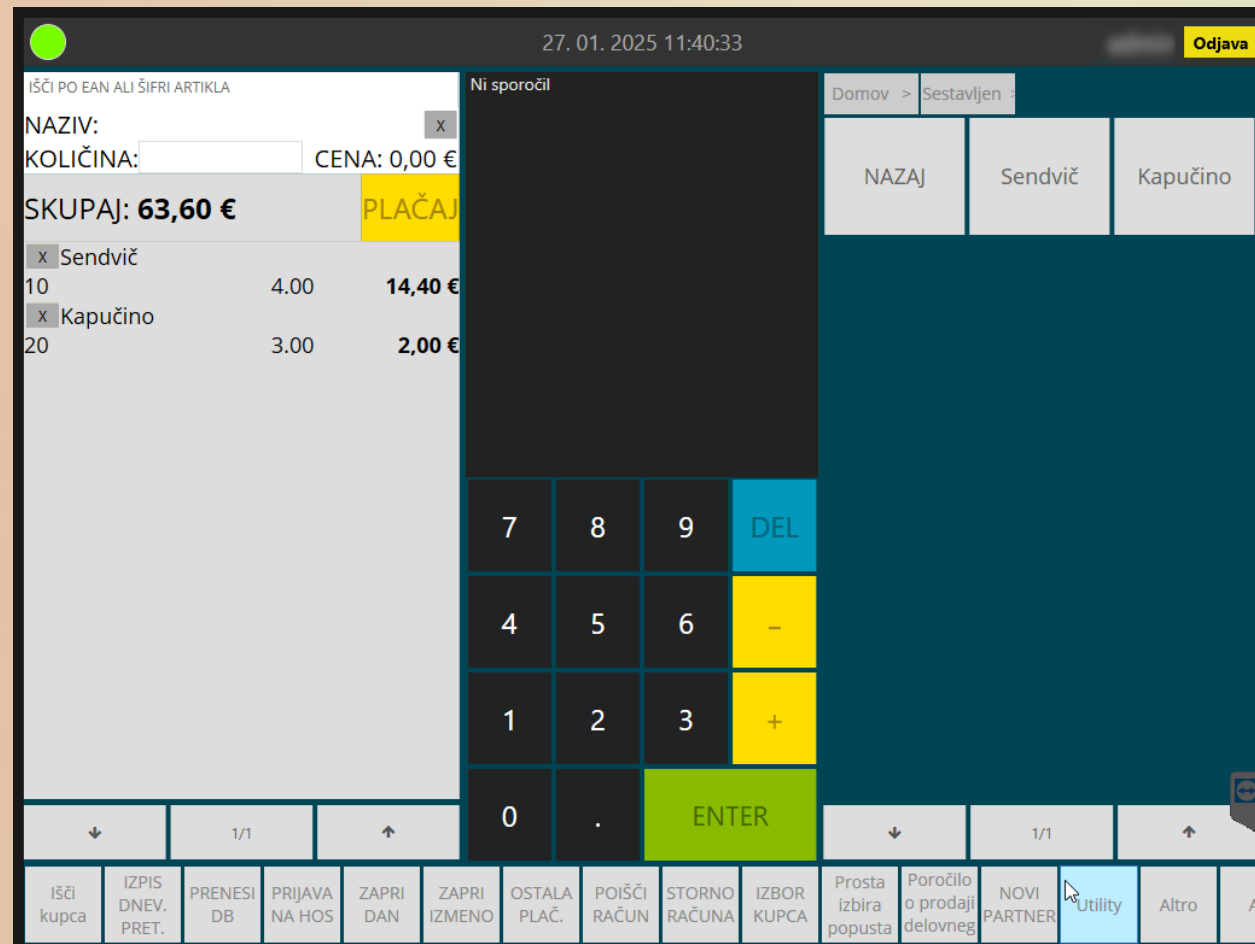 27. 01. 2025 11:40:33
Odjava
IŠČI PO EAN ALI ŠIFRI ARTIKLA
NAZIV:
X
KOLIČINA:
CENA: 0,00 €
SKUPAJ: 63,60 €
PLAČAJ
X Sendvič
10 4.00 14,40 €
X Kapučino
20 3.00 2,00 €
1/1
Ni sporočil
7 8 9 DEL
4 5 6 -
1 2 3 +
0 . ENTER
Domov > Sestavljen >
NAZAJ
Sendvič
Kapučino
1/1
Išči
kupca
IZPIS
DNEV.
PRET.
PRENESI
DB
PRIJAVA
NA HOS
ZAPRI
DAN
ZAPRI
IZMENO
OSTALA
PLAČ.
POIŠČI
RAČUN
STORNO
RAČUNA
IZBOR
KUPCA
Prosta
izbira
popusta
Poročilo
o prodaji
delovneg
NOVI
PARTNER
Utility
Altro